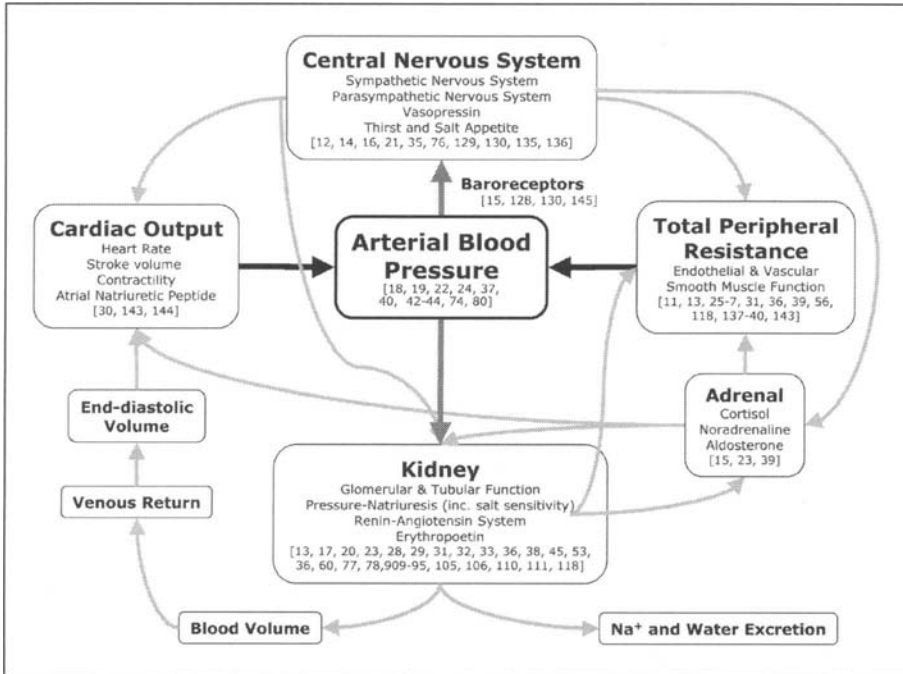 Central Nervous System
Sympathetic Nervous System
Parasympathetic Nervous System
Vasopressin
Thirst and Salt Appetite
[12, 14, 16, 21, 35, 76, 129, 130, 135, 136]
Baroreceptors
[15, 128, 130, 145]
Cardiac Output
Heart Rate
Stroke volume
Contractility
Atrial Natriuretic Peptide
[30, 143, 144]
Arterial Blood
Pressure
[18, 19, 22, 24, 37,
40, 42-44, 74, 80]
Total Peripheral
Resistance
Endothelial & Vascular
Smooth Muscle Function
[11, 13, 25-7, 31, 36, 39, 56,
118, 137-40, 143]
End-diastolic
Volume
Adrenal
Cortisol
Noradrenaline
Aldosterone
[15, 23, 39]
Venous Return
Kidney
Glomerular & Tubular Function
Pressure-Natriuresis (inc. salt sensitivity)
Renin-Angiotensin System
Erythropoetin
[13, 17, 20, 23, 28, 29, 31, 32, 33, 36, 38, 45, 53,
36, 60, 77, 78,909-95, 105, 106, 110, 111, 118]
Blood Volume
Na⁺ and Water Excretion